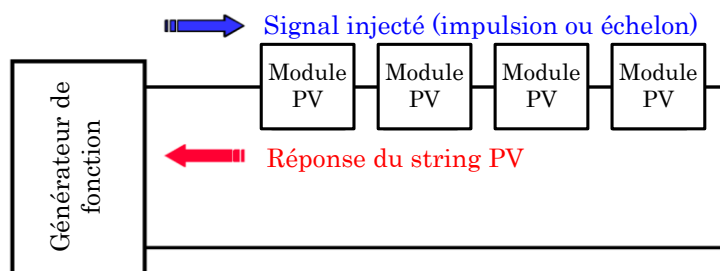 Signal injecté (impulsion ou échelon)
Module
PV
Module
PV
Module
PV
Module
PV
Générateur de
fonction
Réponse du string PV